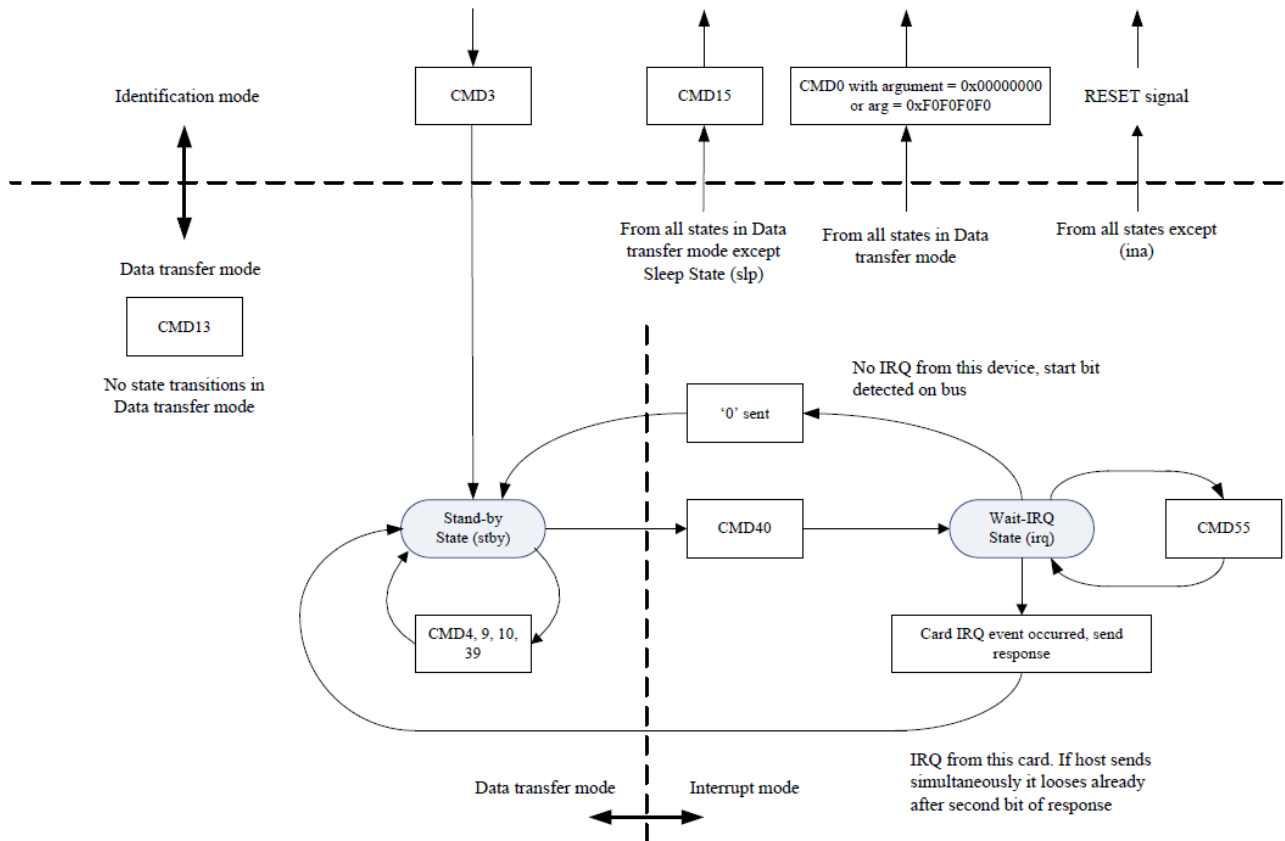 Identification mode
CMD3
CMD15
CMD0 with argument = 0x00000000
or arg = 0xF0F0F0F0
RESET signal
Data transfer mode
CMD13
No state transitions in
Data transfer mode
From all states in Data
transfer mode except
Sleep State (slp)
From all states in Data
transfer mode
From all states except
(ina)
No IRQ from this device, start bit
detected on bus
‘0’ sent
Stand-by
State (stby)
CMD40
Wait-IRQ
State (irq)
CMD55
CMD4, 9, 10,
39
Card IRQ event occurred, send
response
IRQ from this card. If host sends
simultaneously it looses already
after second bit of response
Data transfer mode
Interrupt mode